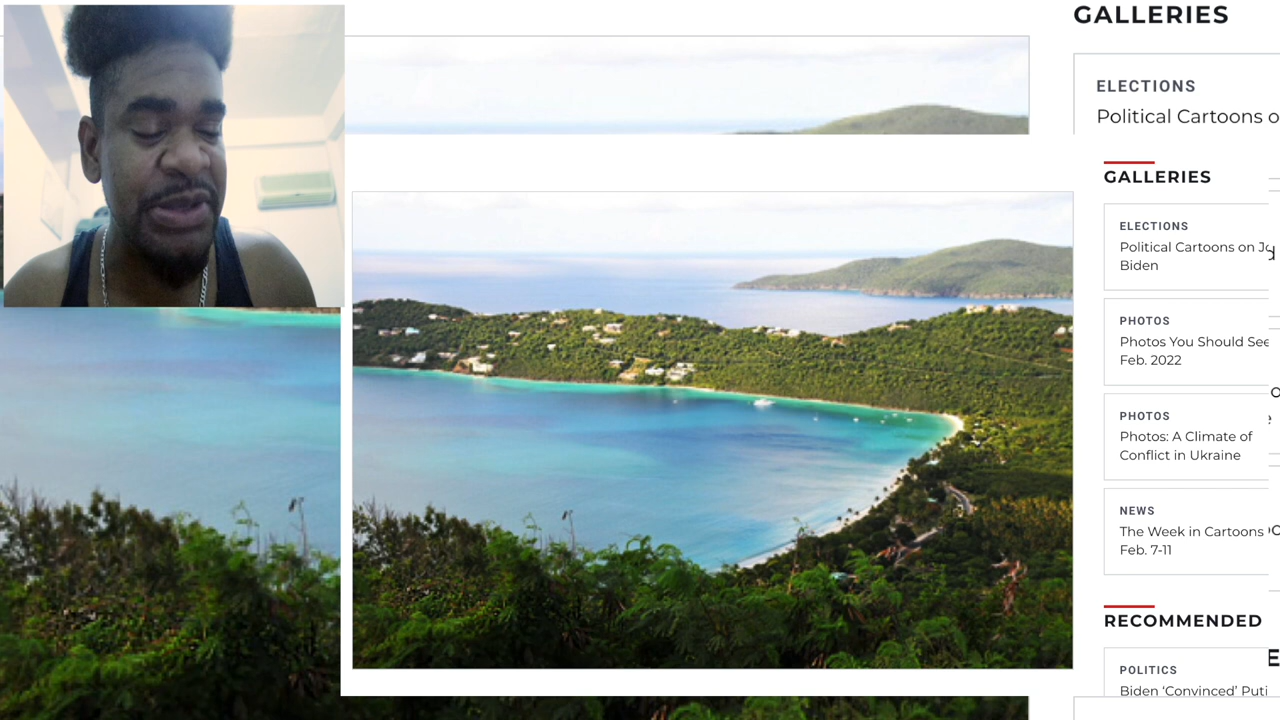 GALLERIES
ELECTIONS
Political Cartoons o
GALLERIES
ELECTIONS
Political Cartoons on Jo
Biden
PHOTOS
Photos You Should See
Feb. 2022
PHOTOS
Photos: A Climate of
Conflict in Ukraine
NEWS
The Week in Cartoons
Feb. 7-11
RECOMMENDED
POLITICS
Biden ‘Convinced’ Puti